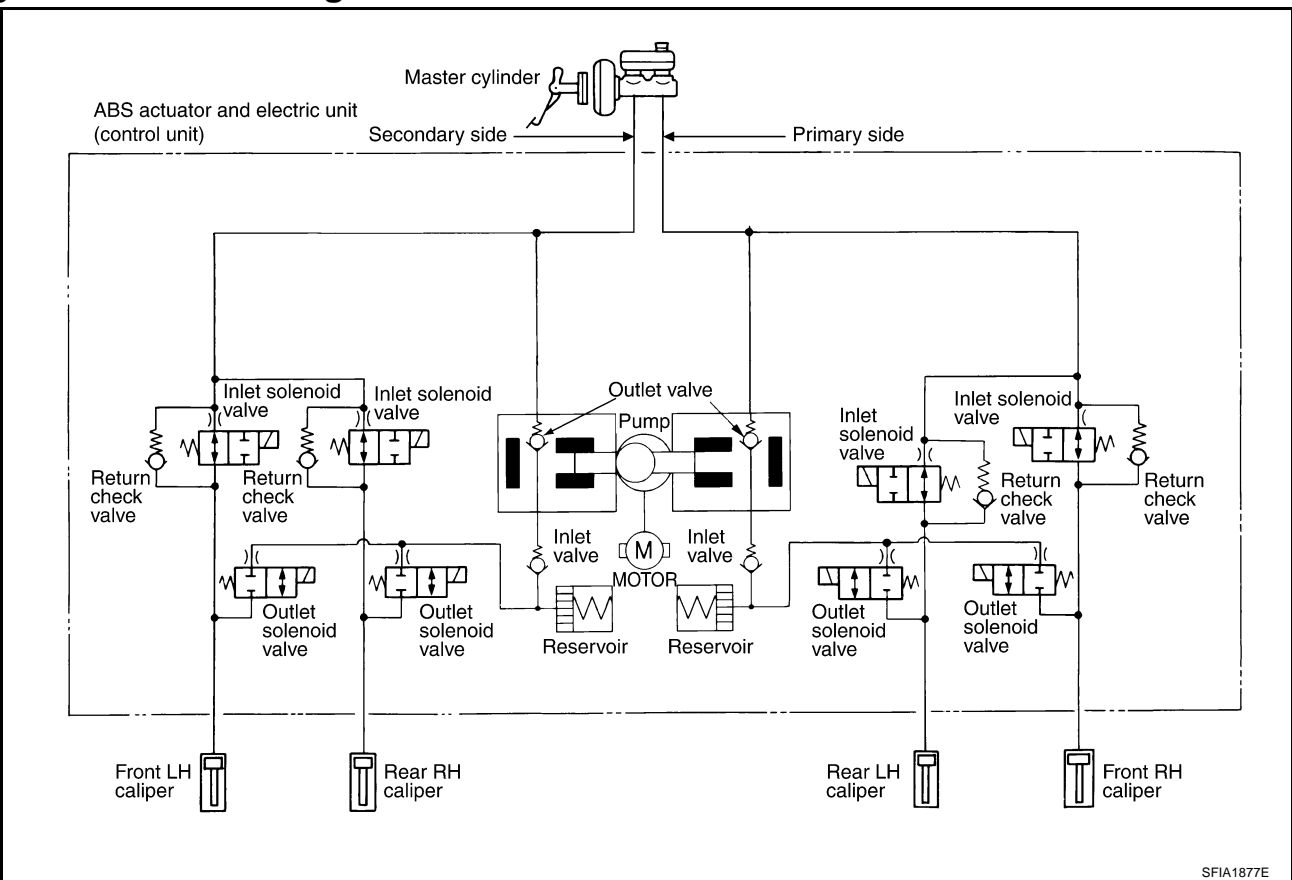 Master cylinder
ABS actuator and electric unit
(control unit)
Secondary side
Primary side
Inlet solenoid
valve
Inlet solenoid
valve
Outlet valve
Pump
Inlet
solenoid
valve
Inlet solenoid
valve
Return
check
valve
Return
check
valve
Return
check
valve
Return
check
valve
Inlet
valve
M
MOTOR
Inlet
valve
Outlet
solenoid
valve
Outlet
solenoid
valve
Reservoir
Reservoir
Outlet
solenoid
valve
Outlet
solenoid
valve
Front LH
caliper
Rear RH
caliper
Rear LH
caliper
Front RH
caliper
SFIA1877E